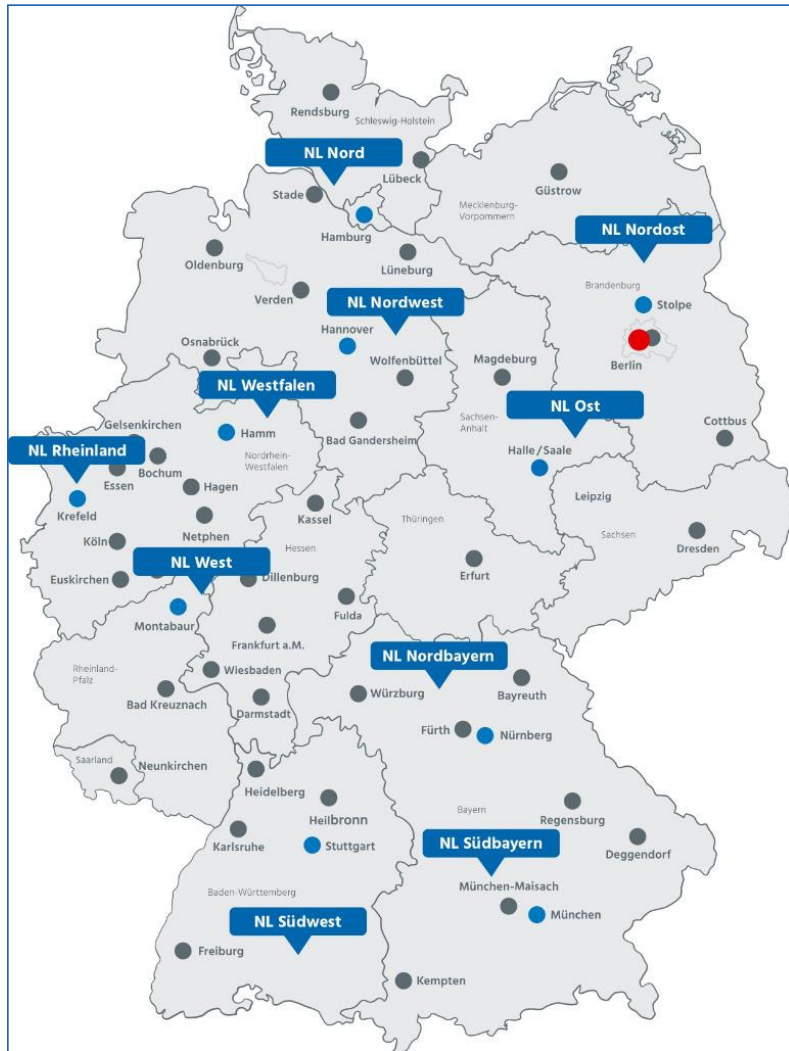 Rendsburg
Schleswig-Holstein
NL Nord
Lübeck
Güstrow
Stade
Mecklenburg-
Vorpommern
Hamburg
NL Nordost
Oldenburg
Lüneburg
Brandenburg
Verden
NL Nordwest
Stolpe
Hannover
Osnabrück
Wolfenbüttel
Magdeburg
Berlin
NL Westfalen
NL Ost
Sachsen-
Anhalt
Gelsenkirchen
Hamm
Bad Gandersheim
Cottbus
NL Rheinland
Bochum
Nordrhein-
Westfalen
Halle/Saale
Essen
Hagen
Leipzig
Krefeld
Kassel
Thüringen
Netphen
Sachsen
Köln
Hessen
Dresden
NL West
Erfurt
Euskirchen
Dillenburg
Fulda
Montabaur
Frankfurt a.M.
NL Nordbayern
Rheinland-
Pfalz
Wiesbaden
Würzburg
Bayreuth
Bad Kreuznach
Darmstadt
Fürth
Nürnberg
Saarland
Neunkirchen
Heidelberg
Bayern
Heilbronn
Regensburg
Karlsruhe
Stuttgart
NL Südbayern
Deggendorf
München-Maisach
Baden-Württemberg
NL Südwest
München
Freiburg
Kempten